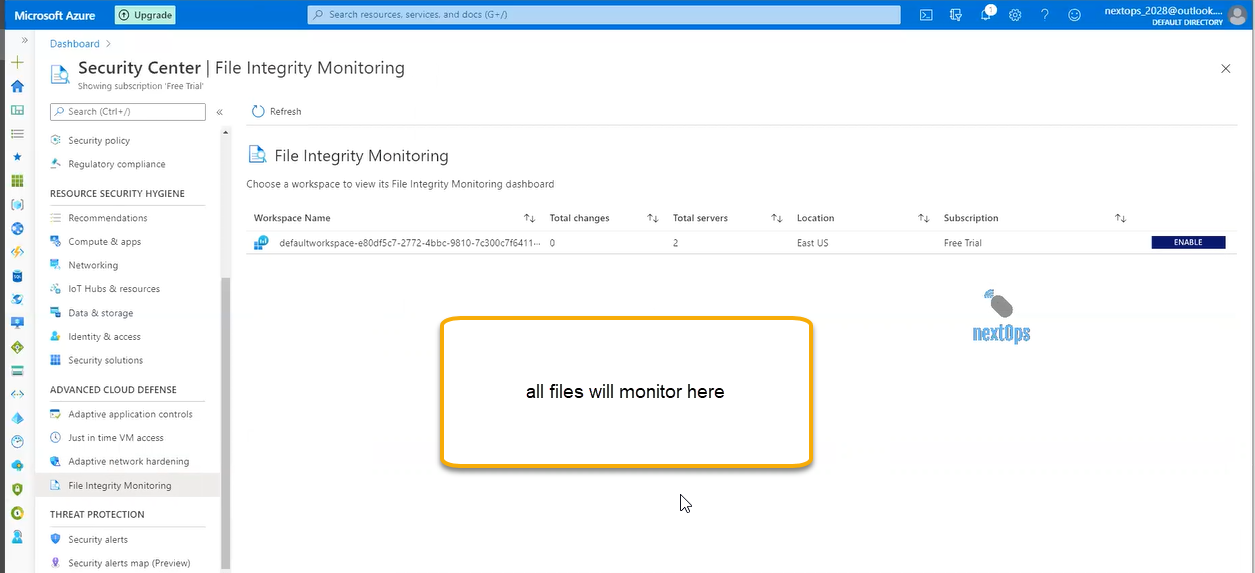 Microsoft Azure
Upgrade
Search resources, services, and docs (G+/)
1
nextops_2028@outlook....
DEFAULT DIRECTORY
Dashboard >
Security Center | File Integrity Monitoring
Showing subscription 'Free Trial'
Search (Ctrl+/)
«
Refresh
Security policy
Regulatory compliance
RESOURCE SECURITY HYGIENE
Recommendations
Compute & apps
Networking
IoT Hubs & resources
Data & storage
Identity & access
Security solutions
ADVANCED CLOUD DEFENSE
Adaptive application controls
Just in time VM access
Adaptive network hardening
File Integrity Monitoring
THREAT PROTECTION
Security alerts
Security alerts map (Preview)
File Integrity Monitoring
Choose a workspace to view its File Integrity Monitoring dashboard
Workspace Name Total changes Total servers Location Subscription
defaultworkspace-e80df5c7-2772-4bbc-9810-7c300c7f6411... 0 2 East US Free Trial ENABLE
nextOps
all files will monitor here